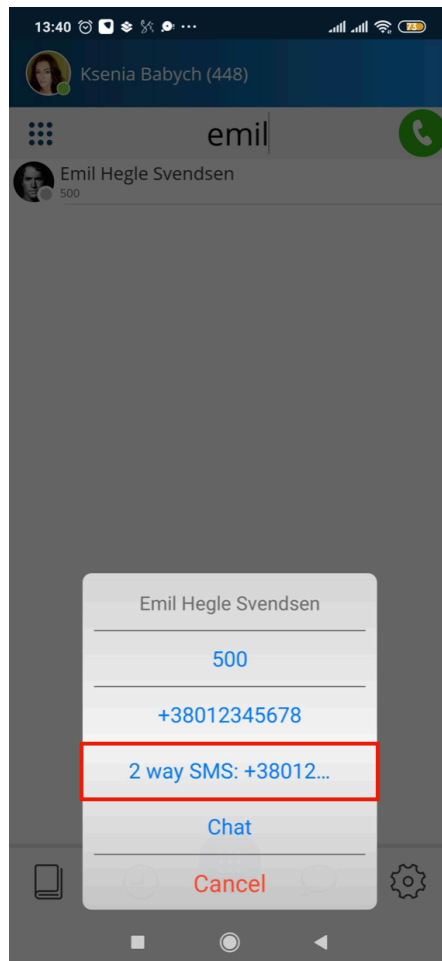 13:40
73
Ksenia Babych (448)
emil
Emil Hegle Svendsen
500
Emil Hegle Svendsen
500
+38012345678
2 way SMS: +38012...
Chat
Cancel